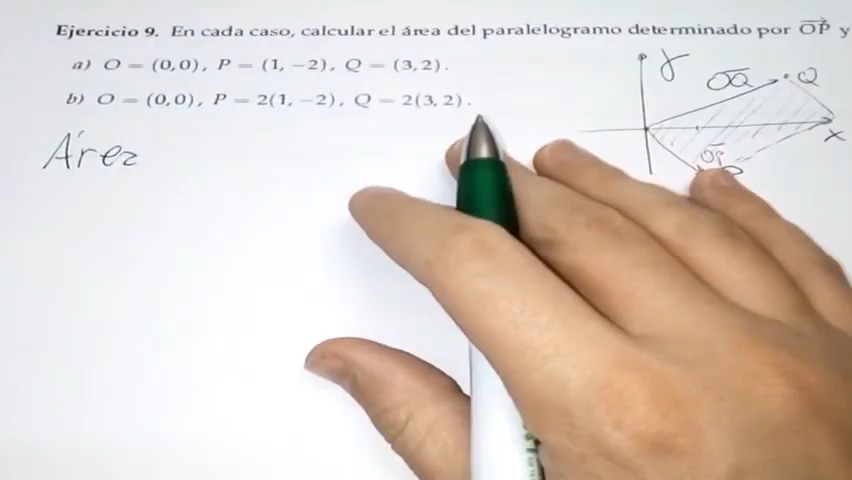 Ejercicio 9. En cada caso, calcular el área del paralelogramo determinado por O⃗P⃗ y
a) O = (0,0), P = (1, −2), Q = (3, 2).
b) O = (0,0), P = 2(1, −2), Q = 2(3, 2).
y
OQ
Q
x
OP
Área